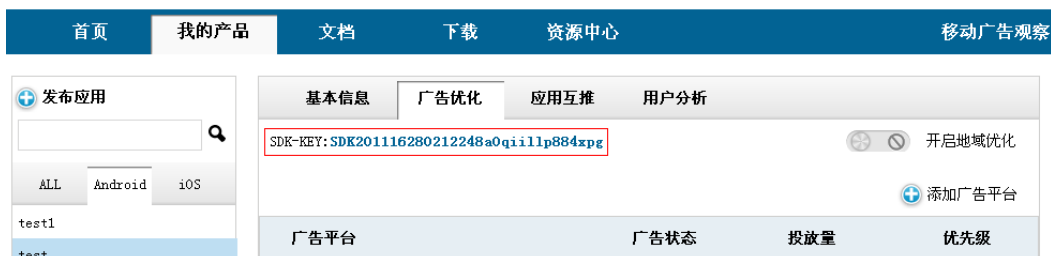 首页 我的产品 文档 下载 资源中心 移动广告观察
发布应用
基本信息 广告优化 应用互推 用户分析
SDK-KEY:SDK201116280212248a0qiillp884xpg
开启地域优化
ALL Android iOS
添加广告平台
test1
广告平台 广告状态 投放量 优先级
test